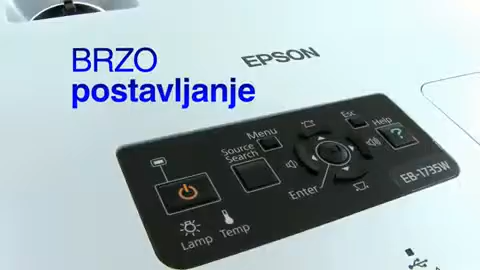 BRZO
EPSON
postavljanje
Menu
Esc
Source
Search
Help
?
Enter
EB-1735W
Lamp
Temp